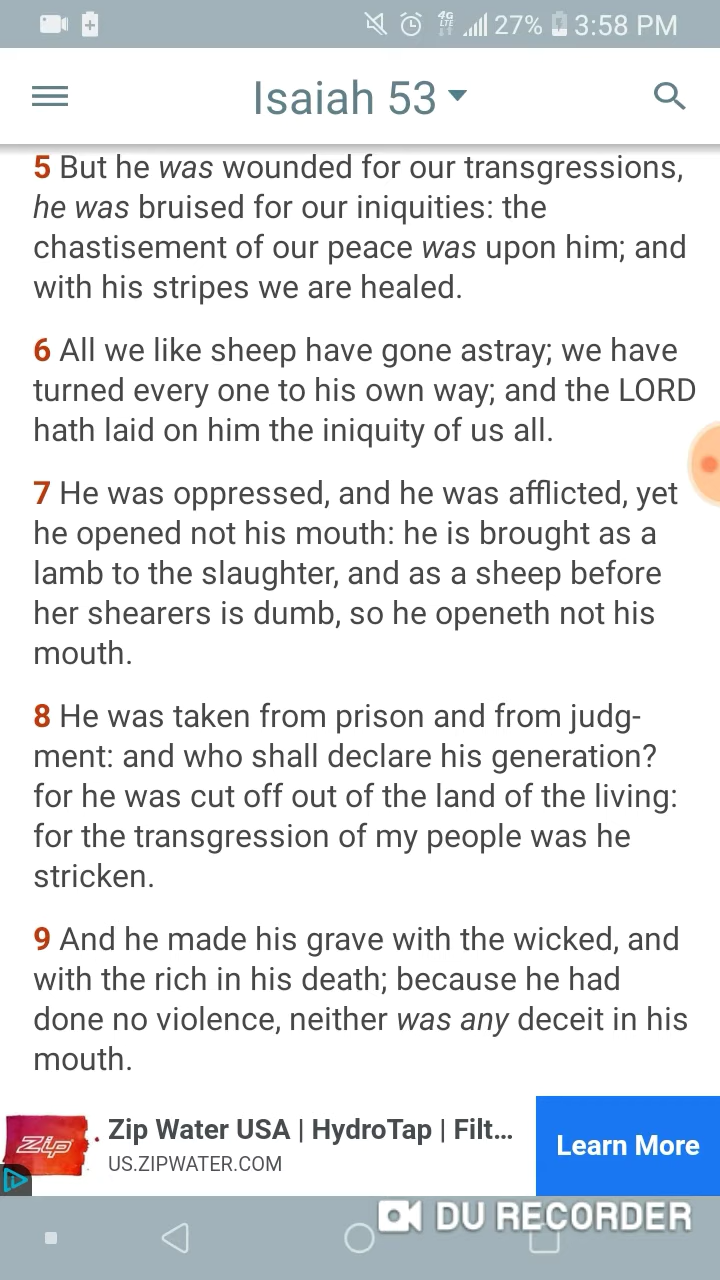 4G
LTE
27%
3:58 PM
Isaiah 53
5 But he was wounded for our transgressions,
he was bruised for our iniquities: the
chastisement of our peace was upon him; and
with his stripes we are healed.
6 All we like sheep have gone astray; we have
turned every one to his own way; and the LORD
hath laid on him the iniquity of us all.
7 He was oppressed, and he was afflicted, yet
he opened not his mouth: he is brought as a
lamb to the slaughter, and as a sheep before
her shearers is dumb, so he openeth not his
mouth.
8 He was taken from prison and from judg-
ment: and who shall declare his generation?
for he was cut off out of the land of the living:
for the transgression of my people was he
stricken.
9 And he made his grave with the wicked, and
with the rich in his death; because he had
done no violence, neither was any deceit in his
mouth.
Zip
Zip Water USA | HydroTap | Filt...
US.ZIPWATER.COM
Learn More
DU RECORDER